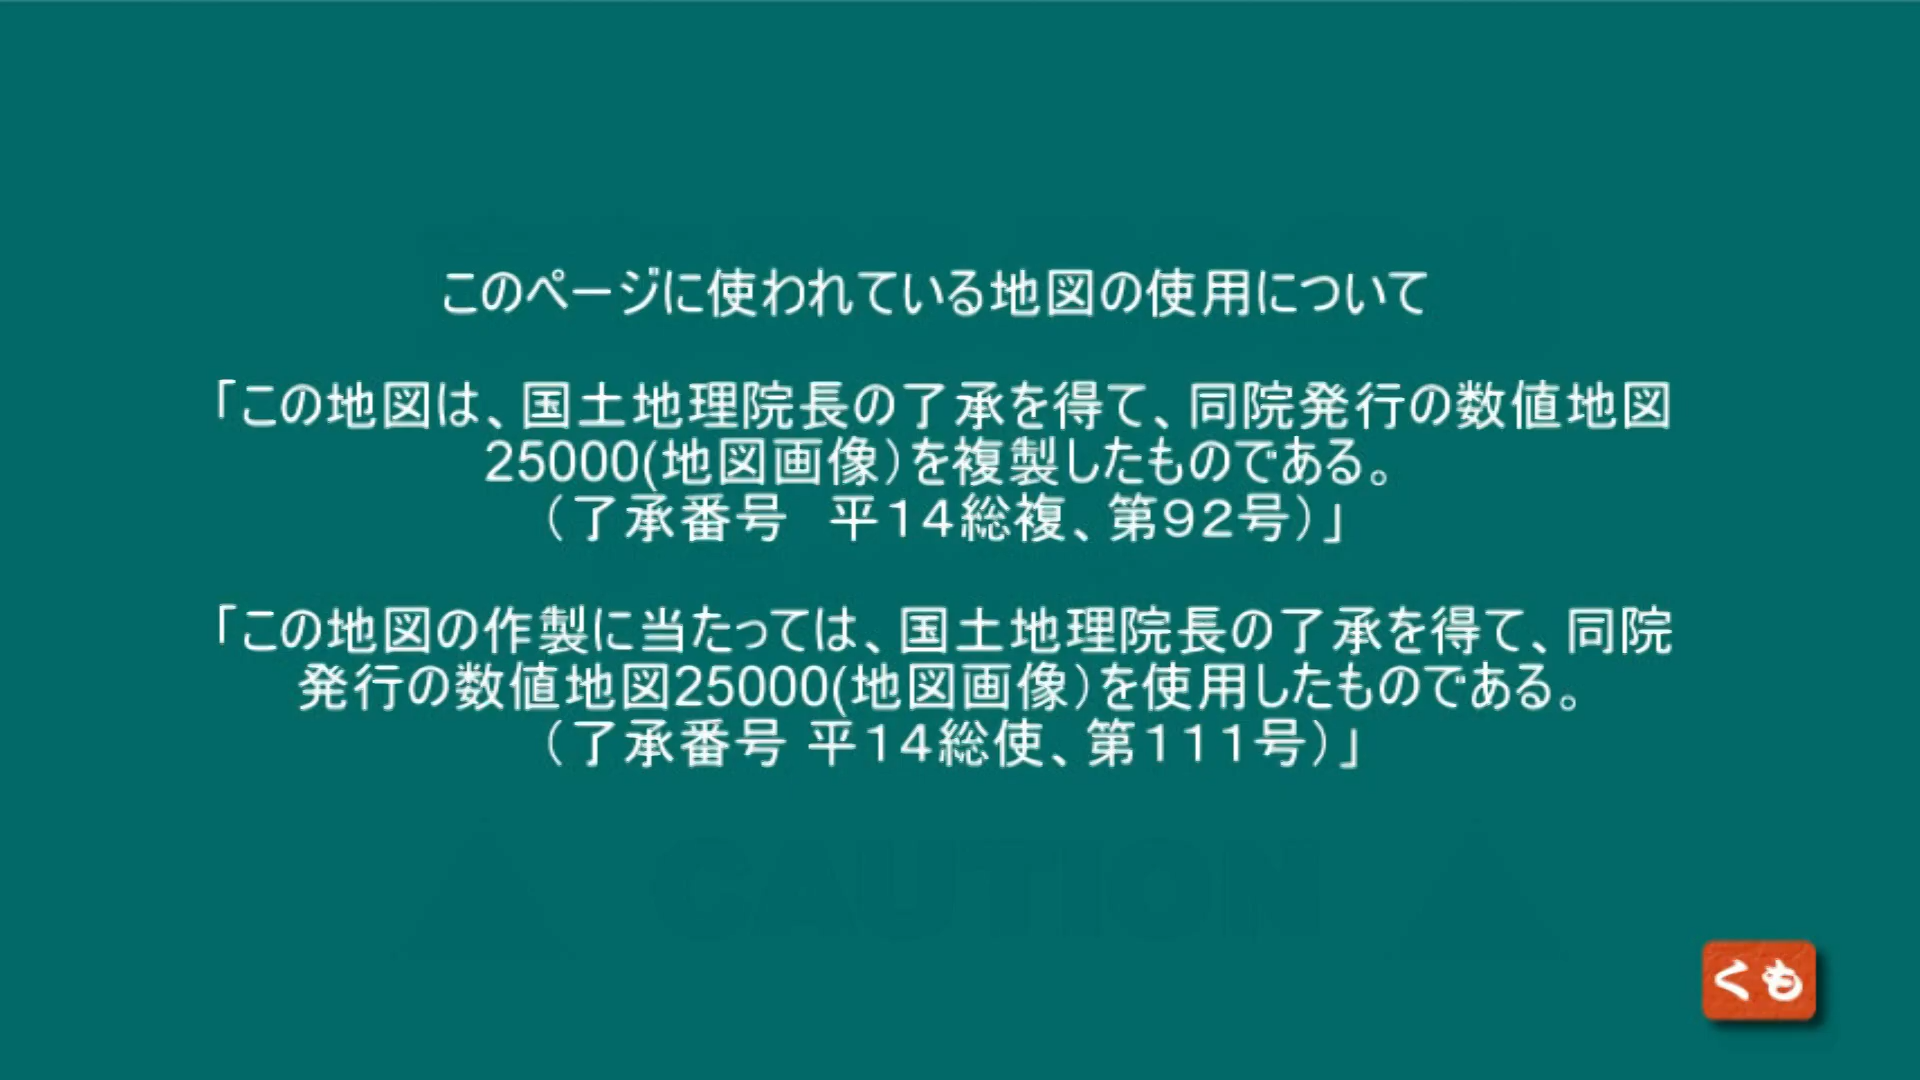 このページに使われている地図の使用について
「この地図は、国土地理院長の了承を得て、同院発行の数値地図
25000(地図画像)を複製したものである。
（了承番号　平１４総複、第９２号）」
「この地図の作製に当たっては、国土地理院長の了承を得て、同院
発行の数値地図25000(地図画像)を使用したものである。
（了承番号 平１４総使、第１１１号）」
CAUTION
くも